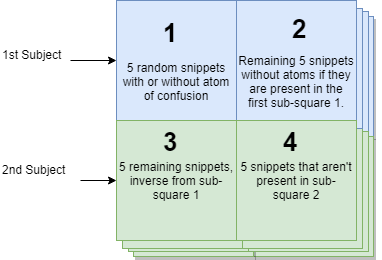 1
2
1st Subject
5 random snippets
with or without atom
of confusion
Remaining 5 snippets
without atoms if they
are present in the
first sub-square 1.
3
4
2nd Subject
5 remaining snippets,
inverse from sub-
square 1
5 snippets that aren't
present in sub-
square 2